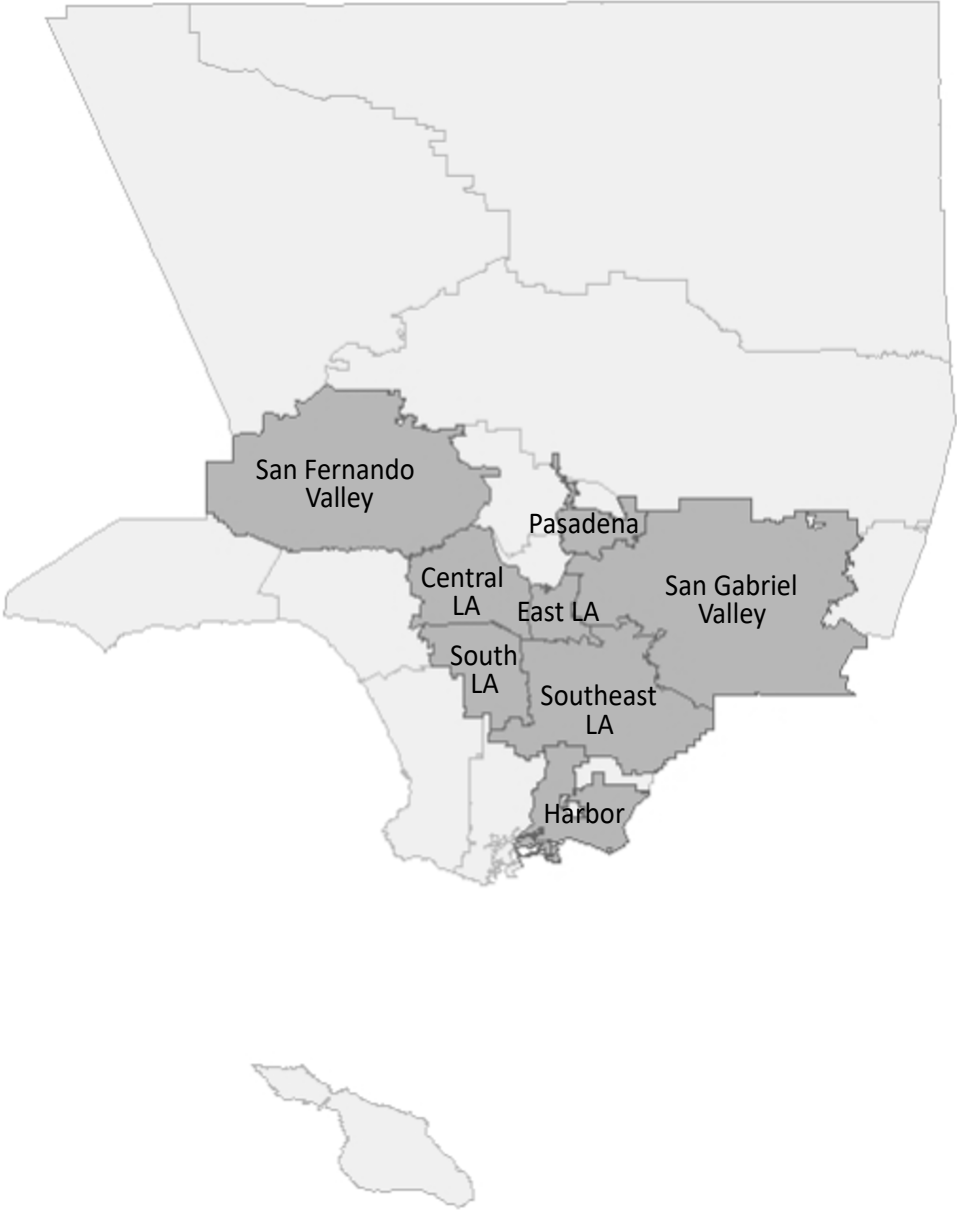 San Fernando
Valley
Pasadena
Central
LA
East LA
San Gabriel
Valley
South
LA
Southeast
LA
Harbor